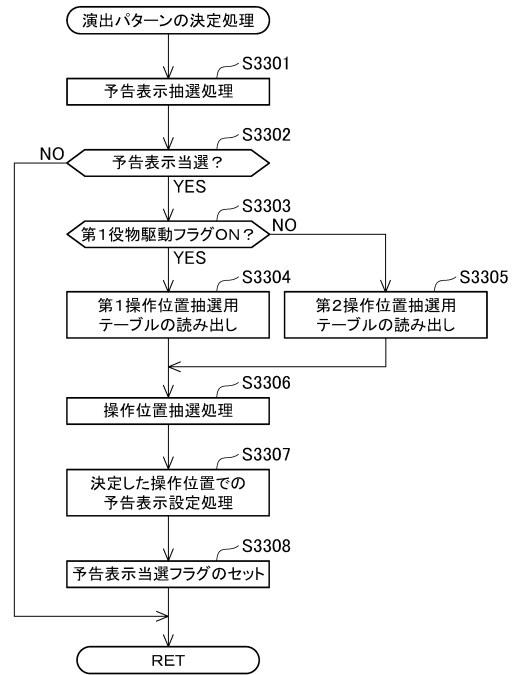 演出パターンの決定処理
S3301
予告表示抽選処理
S3302
予告表示当選？
NO
YES
S3303
第１役物駆動フラグＯＮ？
NO
YES
S3304
第１操作位置抽選用
テーブルの読み出し
S3305
第２操作位置抽選用
テーブルの読み出し
S3306
操作位置抽選処理
S3307
決定した操作位置での
予告表示設定処理
S3308
予告表示当選フラグのセット
RET